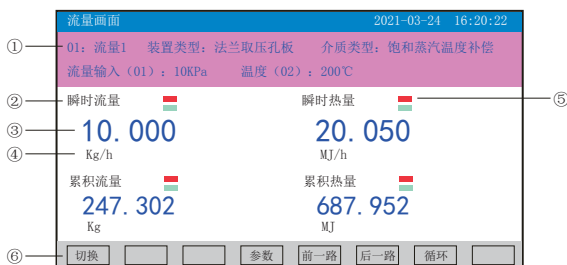 流量画面 2021-03-24 16:20:22
① 01: 流量1 装置类型: 法兰取压孔板 介质类型: 饱和蒸汽温度补偿
流量输入（01）: 10KPa 温度（02）: 200℃
② 瞬时流量 瞬时热量 ⑤
③ 10.000 20.050
④ Kg/h MJ/h
累积流量 累积热量
247.302 687.952
Kg MJ
⑥ 切换 参数 前一路 后一路 循环